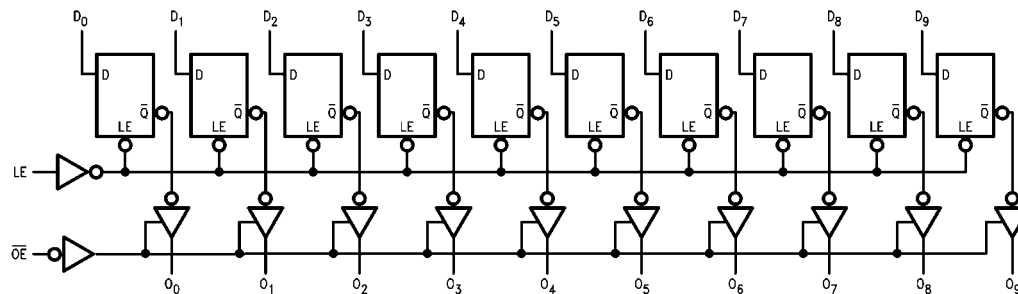 D0 D1 D2 D3 D4 D5 D6 D7 D8 D9
D D D D D D D D D D
Q̅ Q̅ Q̅ Q̅ Q̅ Q̅ Q̅ Q̅ Q̅ Q̅
LE LE LE LE LE LE LE LE LE LE
LE
O̅E̅
O0 O1 O2 O3 O4 O5 O6 O7 O8 O9